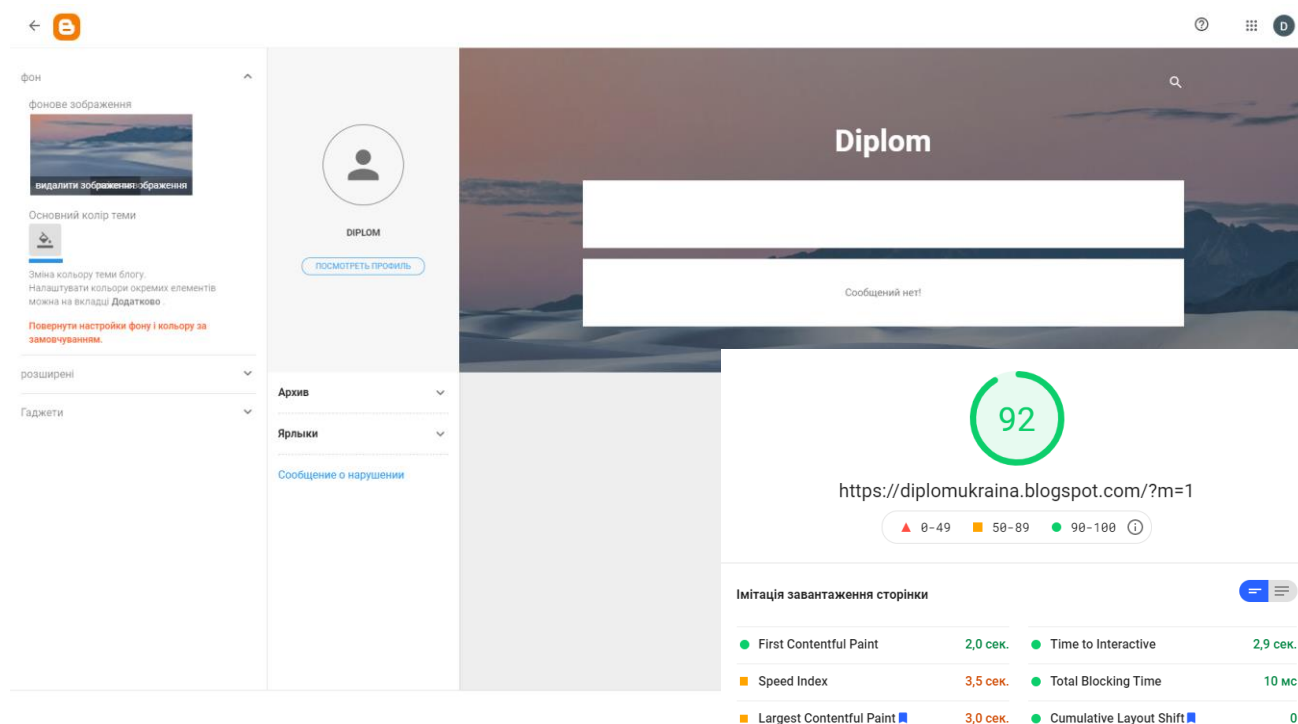 D
фон
фонове зображення
видалити зображення
Основний колір теми
Зміна кольору теми блогу.
Налаштувати кольори окремих елементів
можна на вкладці Додатково .
Повернути настройки фону і кольору за
замовчуванням.
розширені
Гаджети
DIPLOM
ПОСМОТРЕТЬ ПРОФИЛЬ
Архив
Ярлыки
Сообщение о нарушении
Diplom
Сообщений нет!
92
https://diplomukraina.blogspot.com/?m=1
0-49 50-89 90-100
Імітація завантаження сторінки
First Contentful Paint 2,0 сек.
Time to Interactive 2,9 сек.
Speed Index 3,5 сек.
Total Blocking Time 10 мс
Largest Contentful Paint 3,0 сек.
Cumulative Layout Shift 0